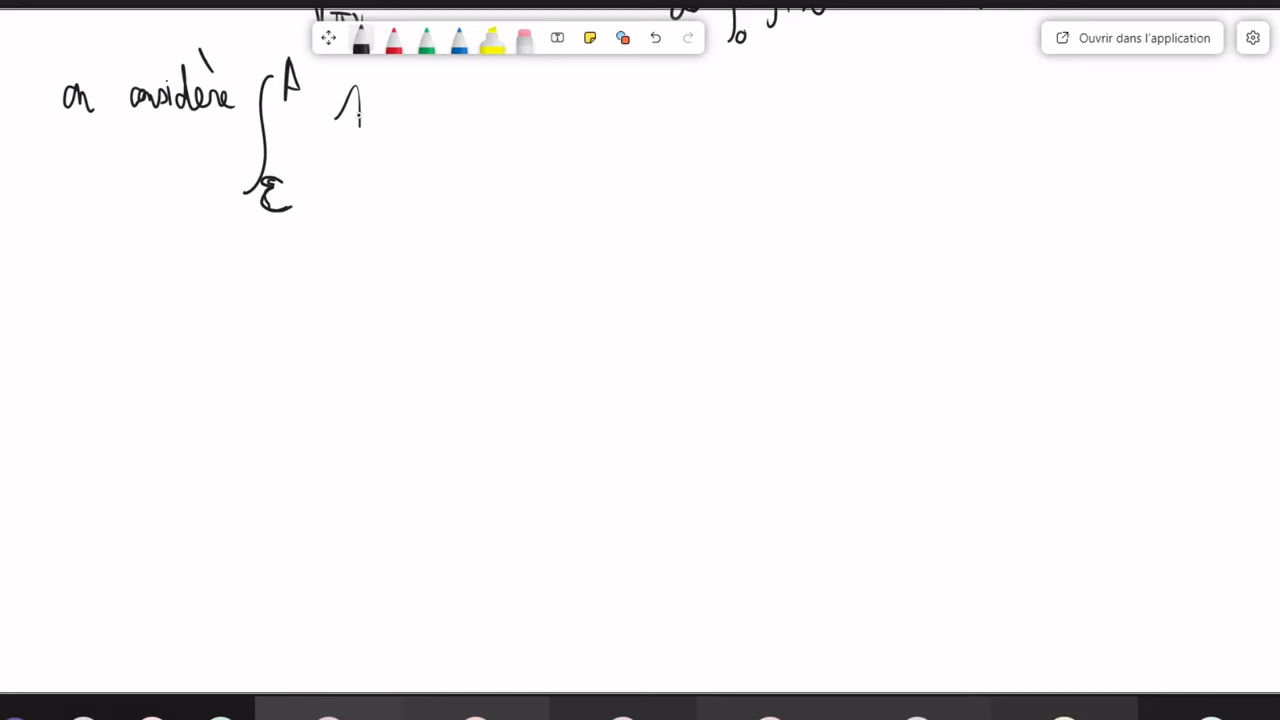 Ouvrir dans l'application
on considère ∫_ε^A 1